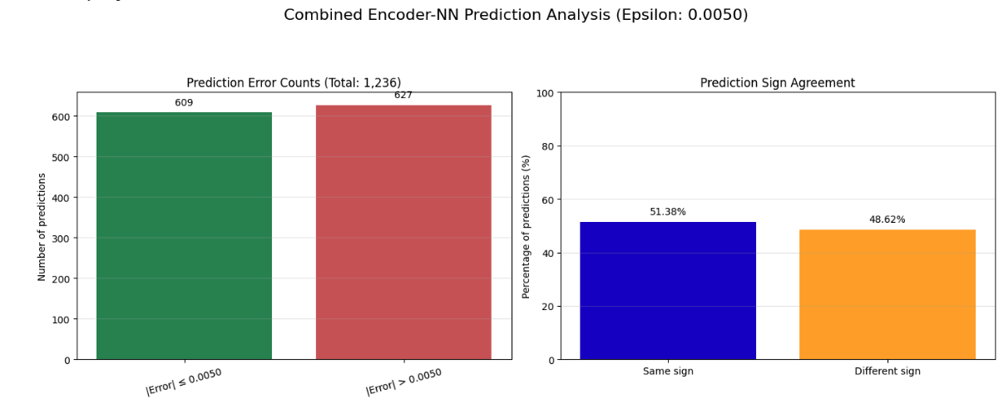 Combined Encoder-NN Prediction Analysis (Epsilon: 0.0050)
Prediction Error Counts (Total: 1,236)
Number of predictions
600
500
400
300
200
100
0
609
627
|Error| ≤ 0.0050
|Error| > 0.0050
Prediction Sign Agreement
Percentage of predictions (%)
100
80
60
40
20
0
51.38%
48.62%
Same sign
Different sign